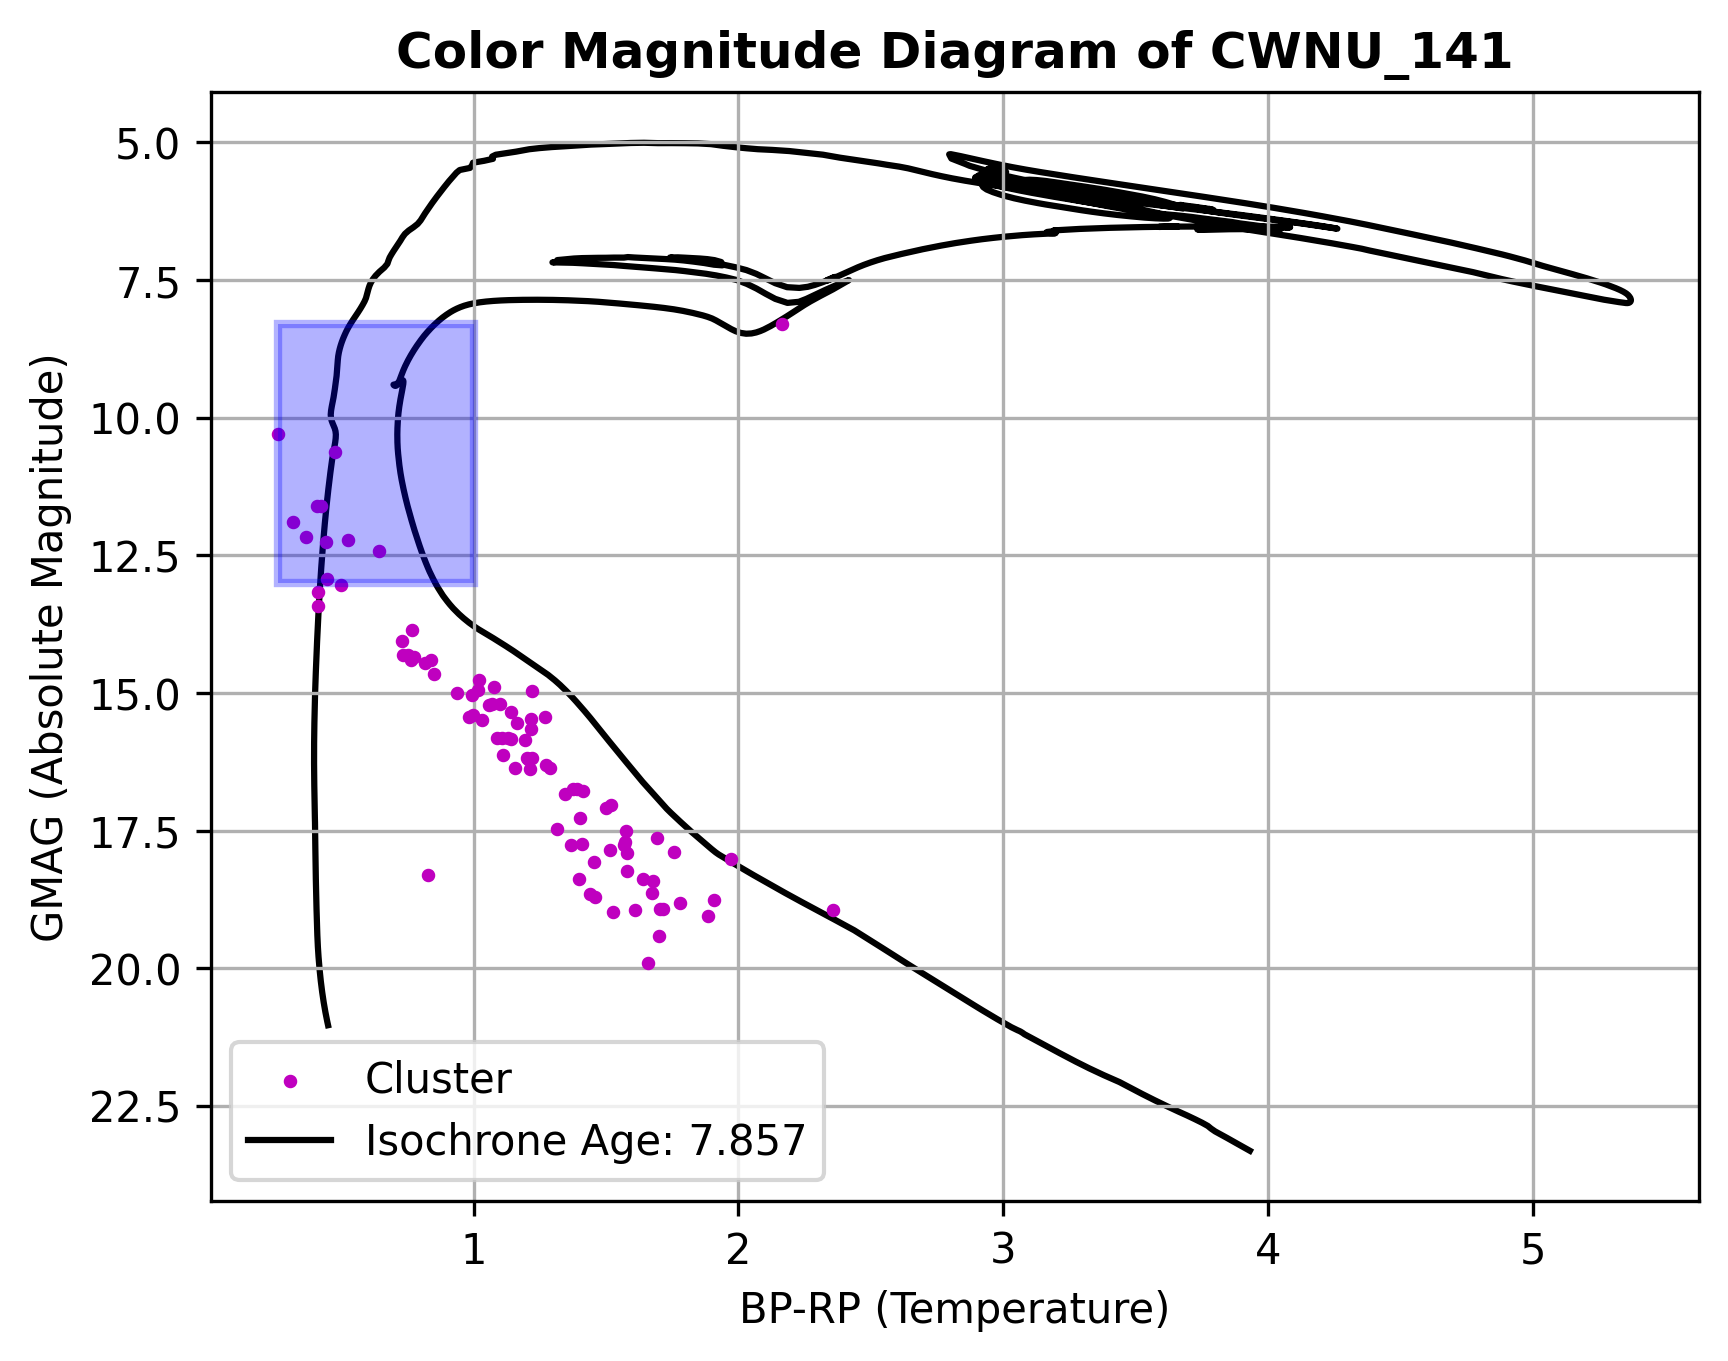 Color Magnitude Diagram of CWNU_141
GMAG (Absolute Magnitude)
5.0
7.5
10.0
12.5
15.0
17.5
20.0
22.5
Cluster
Isochrone Age: 7.857
1 2 3 4 5
BP-RP (Temperature)